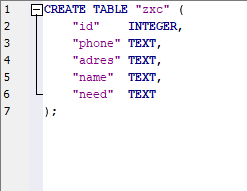 1 CREATE TABLE "zxc" (
2 "id" INTEGER,
3 "phone" TEXT,
4 "adres" TEXT,
5 "name" TEXT,
6 "need" TEXT
7 );